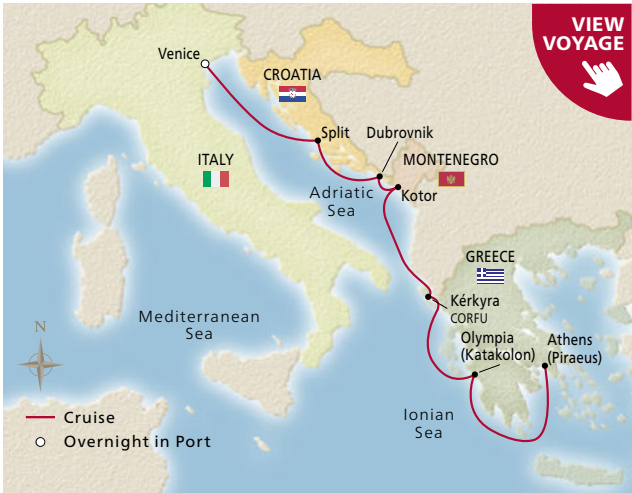 VIEW
VOYAGE
Venice
CROATIA
Split
Dubrovnik
ITALY
MONTENEGRO
Adriatic
Sea
Kotor
GREECE
Kérkyra
CORFU
Mediterranean
Sea
N
Olympia
(Katakolon)
Athens
(Piraeus)
Ionian
Sea
Cruise
Overnight in Port